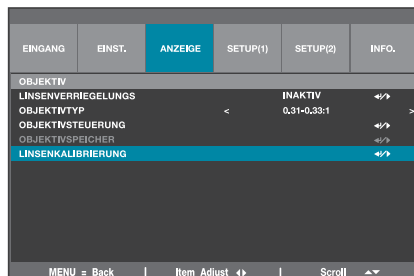 EINGANG EINST. ANZEIGE SETUP(1) SETUP(2) INFO.
OBJEKTIV
LINSENVERRIEGELUNGS INAKTIV
OBJEKTIVTYP < 0.31-0.33:1 >
OBJEKTIVSTEUERUNG
OBJEKTIVSPEICHER
LINSENKALIBRIERUNG
MENU = Back | Item Adjust ◂▸ | Scroll ▴▾